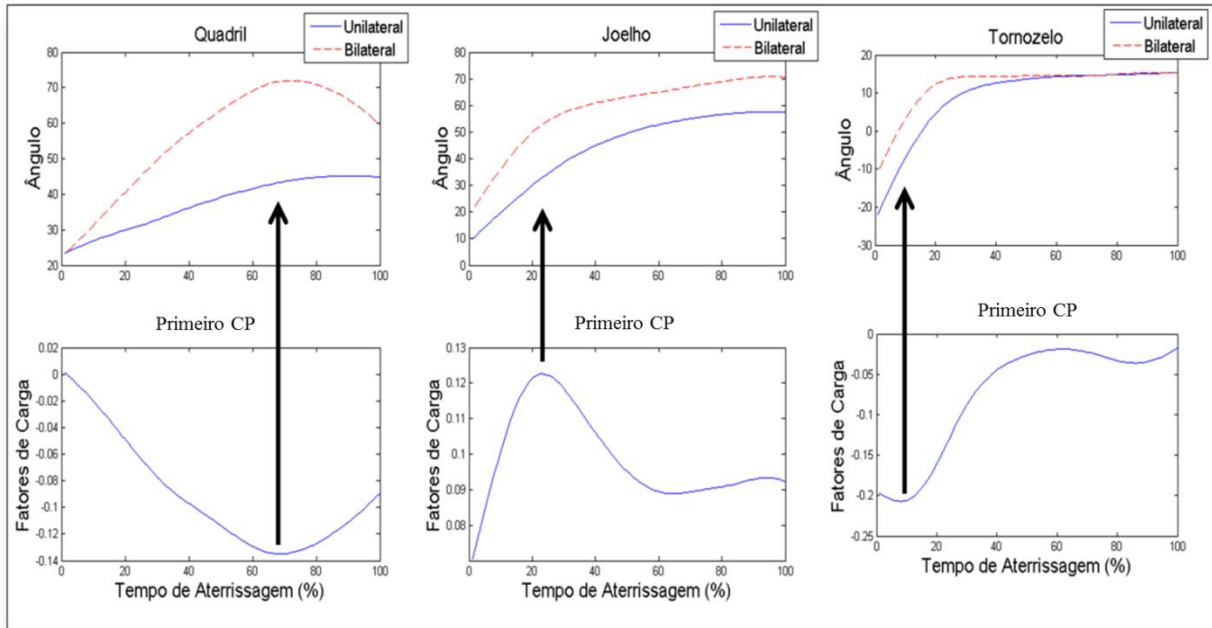 Quadril
Unilateral
Bilateral
Ângulo
80
70
60
50
40
30
20
0 20 40 60 80 100
Joelho
Unilateral
Bilateral
Ângulo
80
70
60
50
40
30
20
10
0
0 20 40 60 80 100
Tornozelo
Unilateral
Bilateral
Ângulo
20
10
0
-10
-20
-30
0 20 40 60 80 100
Primeiro CP
Fatores de Carga
0.02
0
-0.02
-0.04
-0.06
-0.08
-0.1
-0.12
-0.14
0 20 40 60 80 100
Tempo de Aterrissagem (%)
Primeiro CP
Fatores de Carga
0.13
0.12
0.11
0.1
0.09
0.08
0 20 40 60 80 100
Tempo de Aterrissagem (%)
Primeiro CP
Fatores de Carga
0
-0.05
-0.1
-0.15
-0.2
-0.25
0 20 40 60 80 100
Tempo de Aterrissagem (%)